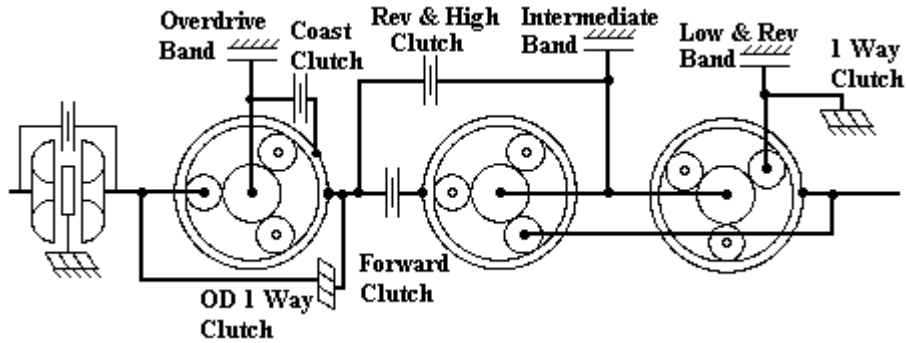 Overdrive
Band
Coast
Clutch
Rev & High
Clutch
Intermediate
Band
Low & Rev
Band
1 Way
Clutch
Forward
Clutch
OD 1 Way
Clutch